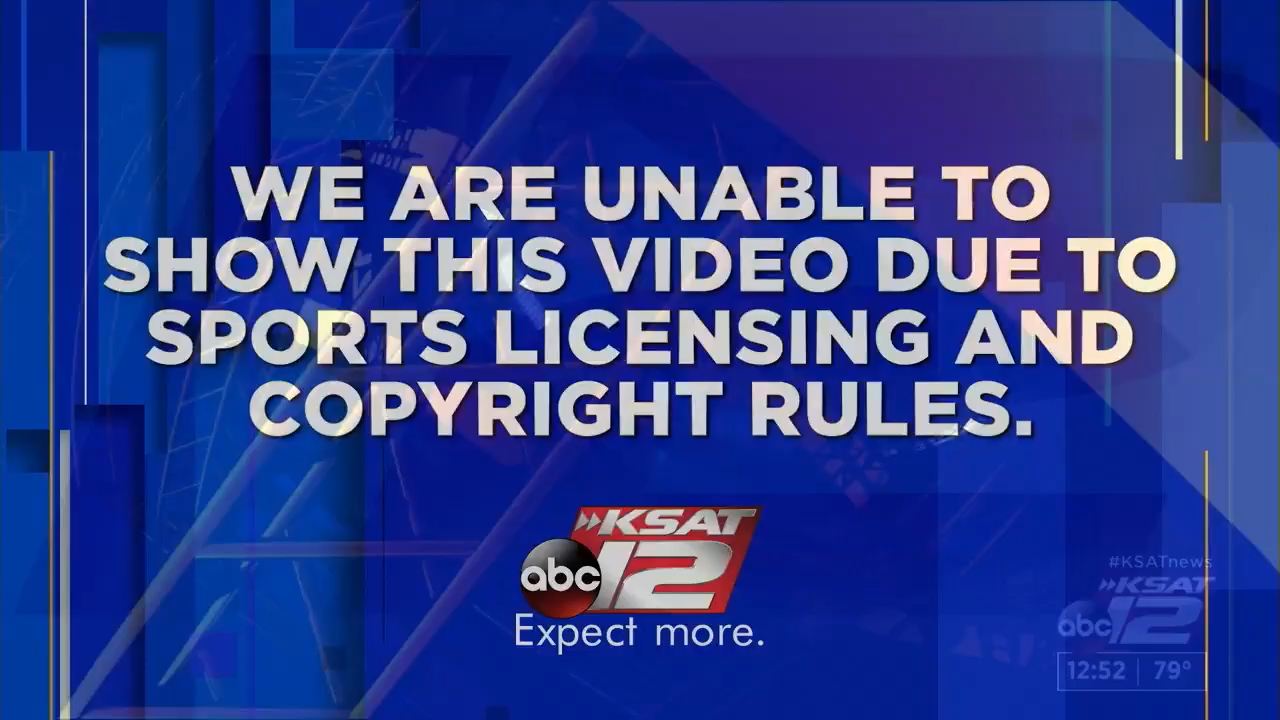 WE ARE UNABLE TO
SHOW THIS VIDEO DUE TO
SPORTS LICENSING AND
COPYRIGHT RULES.
KSAT
abc 12
Expect more.
#KSATnews
KSAT
abc 12
12:52 | 79°